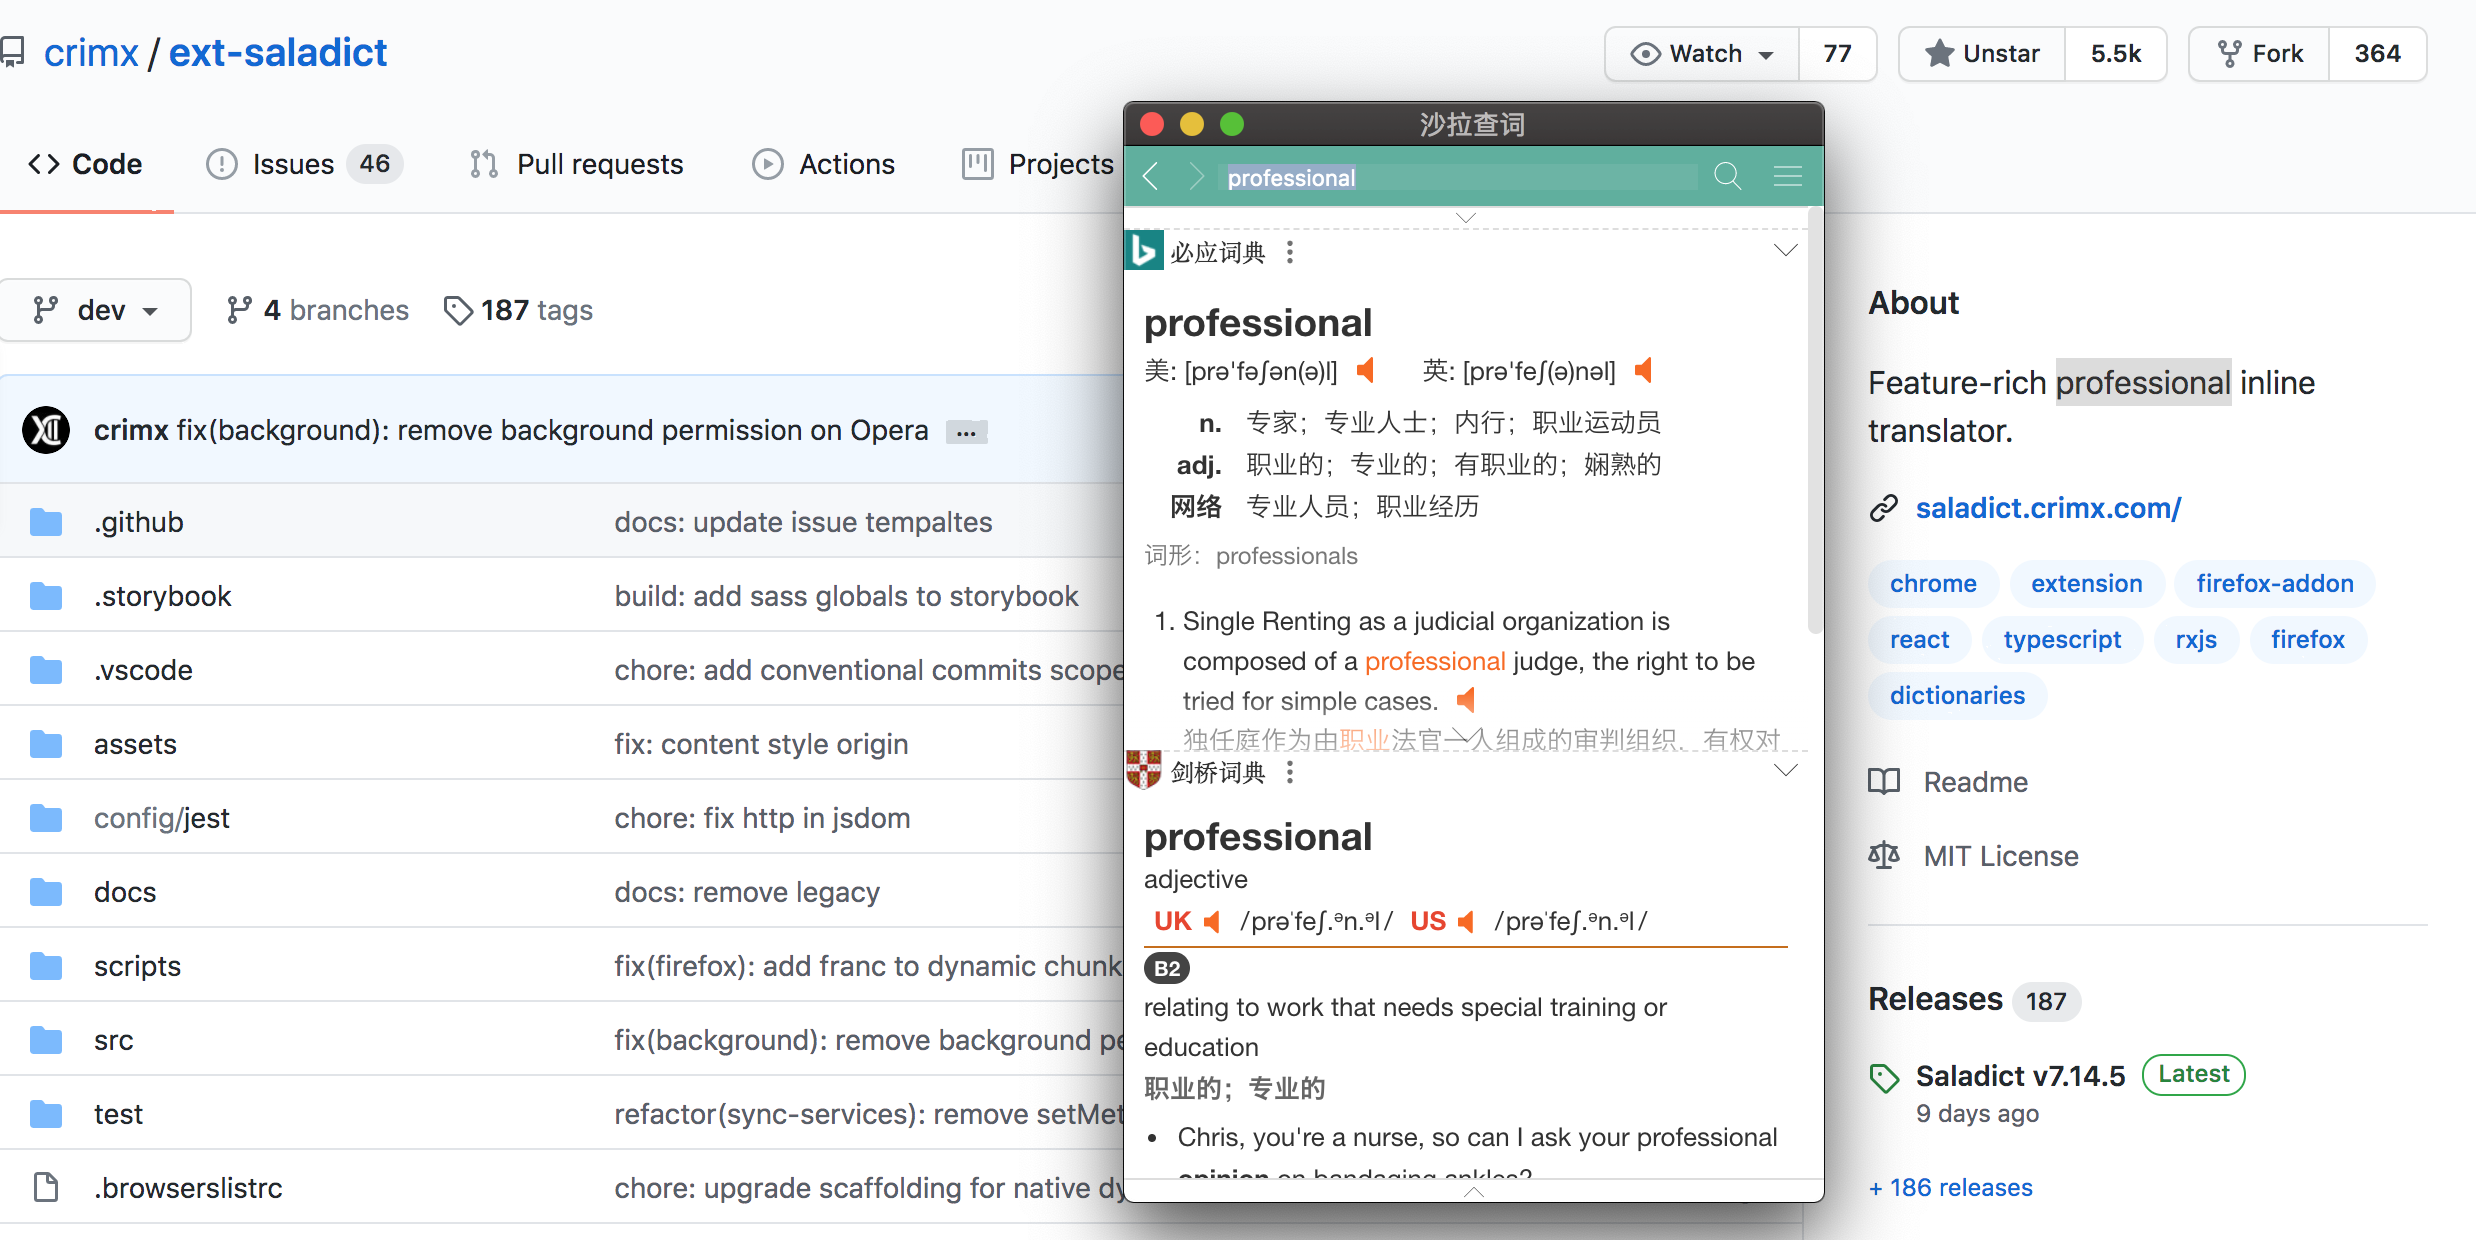 crimx / ext-saladict
Watch 77
Unstar 5.5k
Fork 364
Code
Issues 46
Pull requests
Actions
Projects
dev
4 branches
187 tags
crimx fix(background): remove background permission on Opera ...
.github docs: update issue tempaltes
.storybook build: add sass globals to storybook
.vscode chore: add conventional commits scope
assets fix: content style origin
config/jest chore: fix http in jsdom
docs docs: remove legacy
scripts fix(firefox): add franc to dynamic chunk
src fix(background): remove background pe
test refactor(sync-services): remove setMet
.browserslistrc chore: upgrade scaffolding for native dy
沙拉查词
professional
必应词典
professional
美: [prəˈfəʃən(ə)l] 英: [prəˈfeʃ(ə)nəl]
n. 专家；专业人士；内行；职业运动员
adj. 职业的；专业的；有职业的；娴熟的
网络 专业人员；职业经历
词形: professionals
1. Single Renting as a judicial organization is
composed of a professional judge, the right to be
tried for simple cases.
独任庭作为由职业法官一人组成的审判组织，有权对
剑桥词典
professional
adjective
UK /prəˈfeʃ.ᵊn.ᵊl/ US /prəˈfeʃ.ᵊn.ᵊl/
B2
relating to work that needs special training or
education
职业的；专业的
• Chris, you're a nurse, so can I ask your professional
opinion on bandaging ankles?
About
Feature-rich professional inline
translator.
saladict.crimx.com/
chrome extension firefox-addon
react typescript rxjs firefox
dictionaries
Readme
MIT License
Releases 187
Saladict v7.14.5 Latest
9 days ago
+ 186 releases